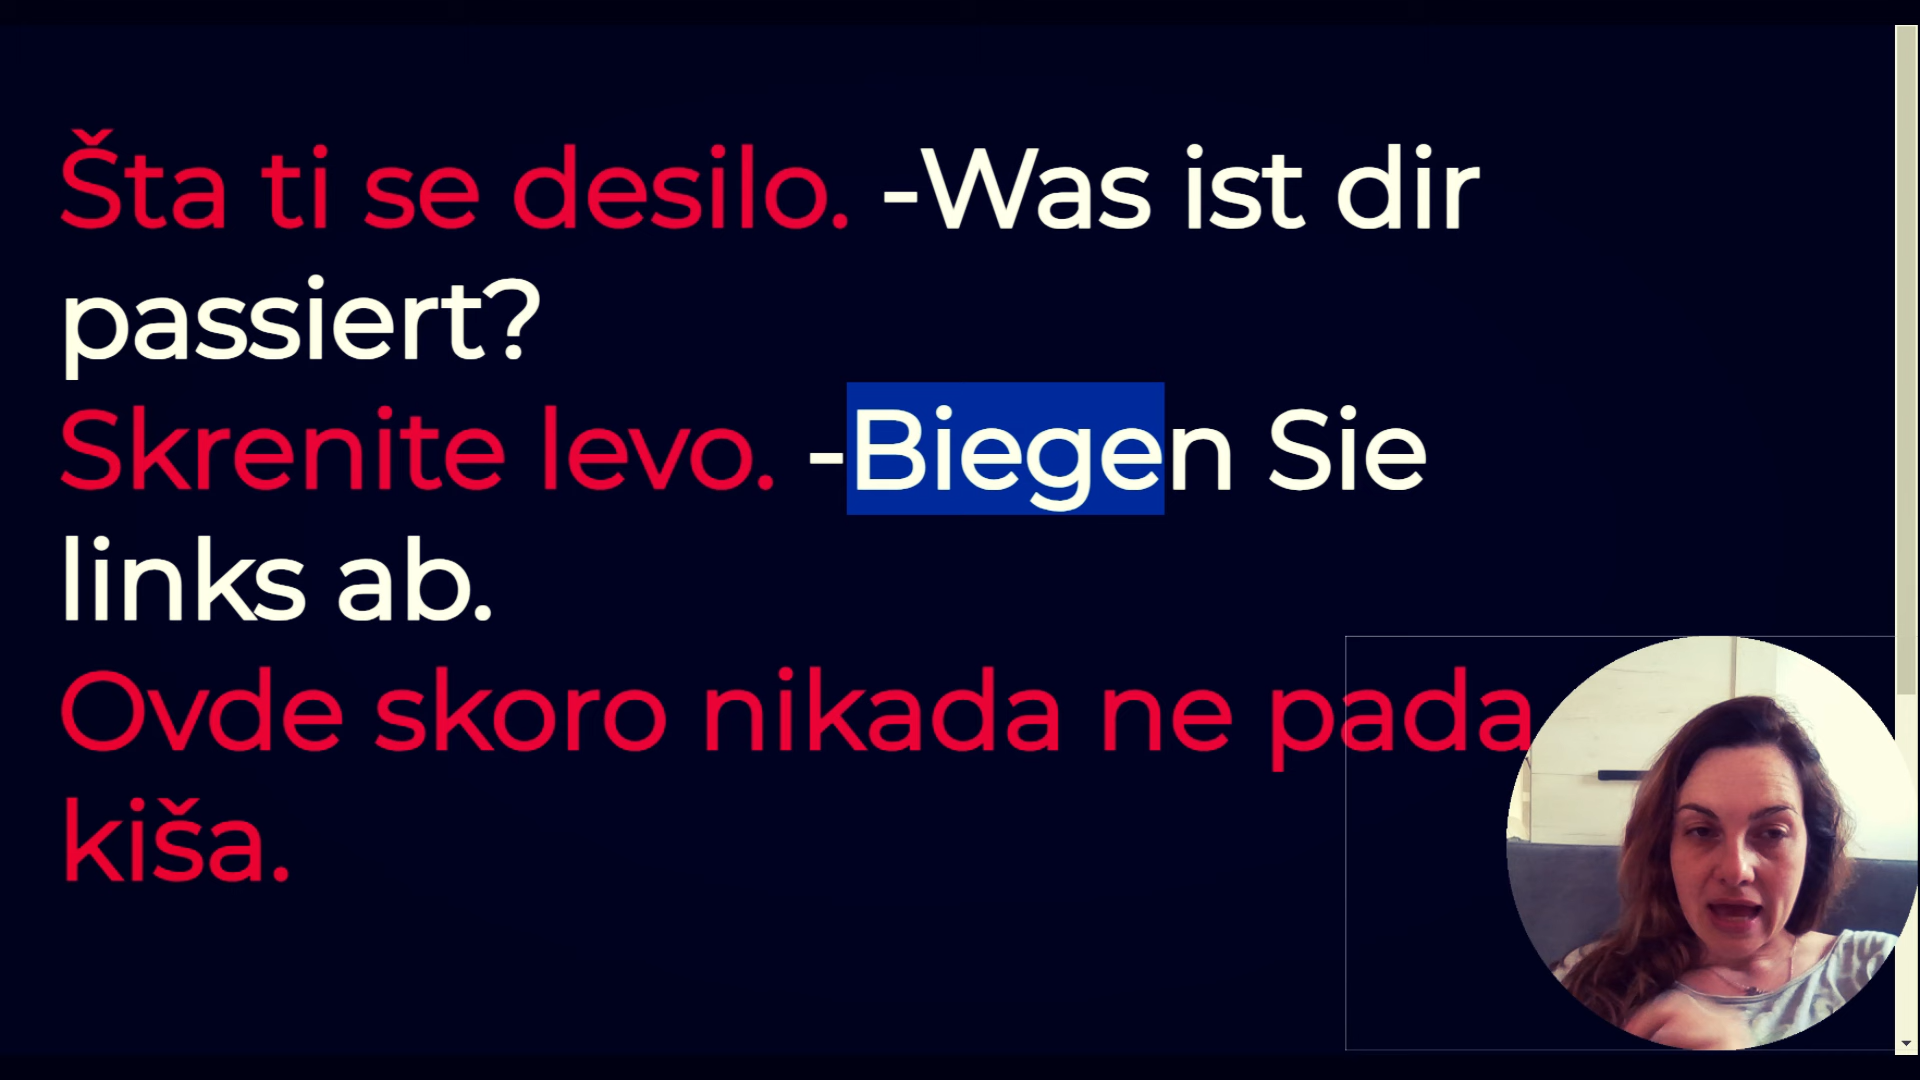 Šta ti se desilo. -Was ist dir
passiert?
Skrenite levo. -Biegen Sie
links ab.
Ovde skoro nikada ne pada
kiša.